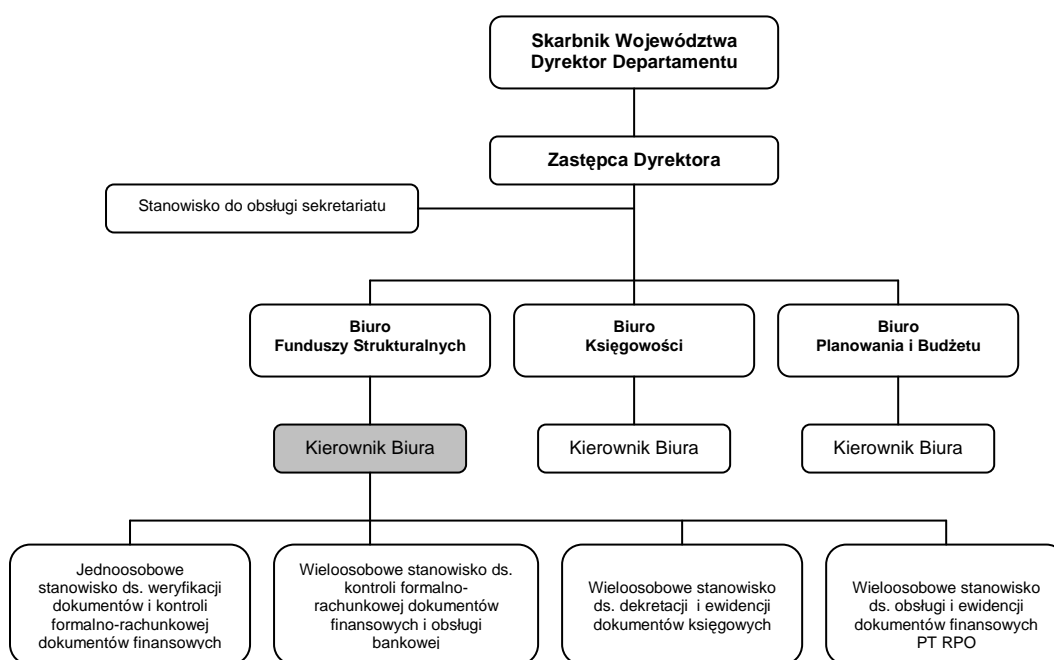 Skarbnik Województwa
Dyrektor Departamentu
Zastępca Dyrektora
Stanowisko do obsługi sekretariatu
Biuro
Funduszy Strukturalnych
Biuro
Księgowości
Biuro
Planowania i Budżetu
Kierownik Biura
Kierownik Biura
Kierownik Biura
Jednoosobowe
stanowisko ds. weryfikacji
dokumentów i kontroli
formalno-rachunkowej
dokumentów finansowych
Wieloosobowe stanowisko ds.
kontroli formalno-
rachunkowej dokumentów
finansowych i obsługi
bankowej
Wieloosobowe stanowisko
ds. dekretacji i ewidencji
dokumentów księgowych
Wieloosobowe stanowisko
ds. obsługi i ewidencji
dokumentów finansowych
PT RPO